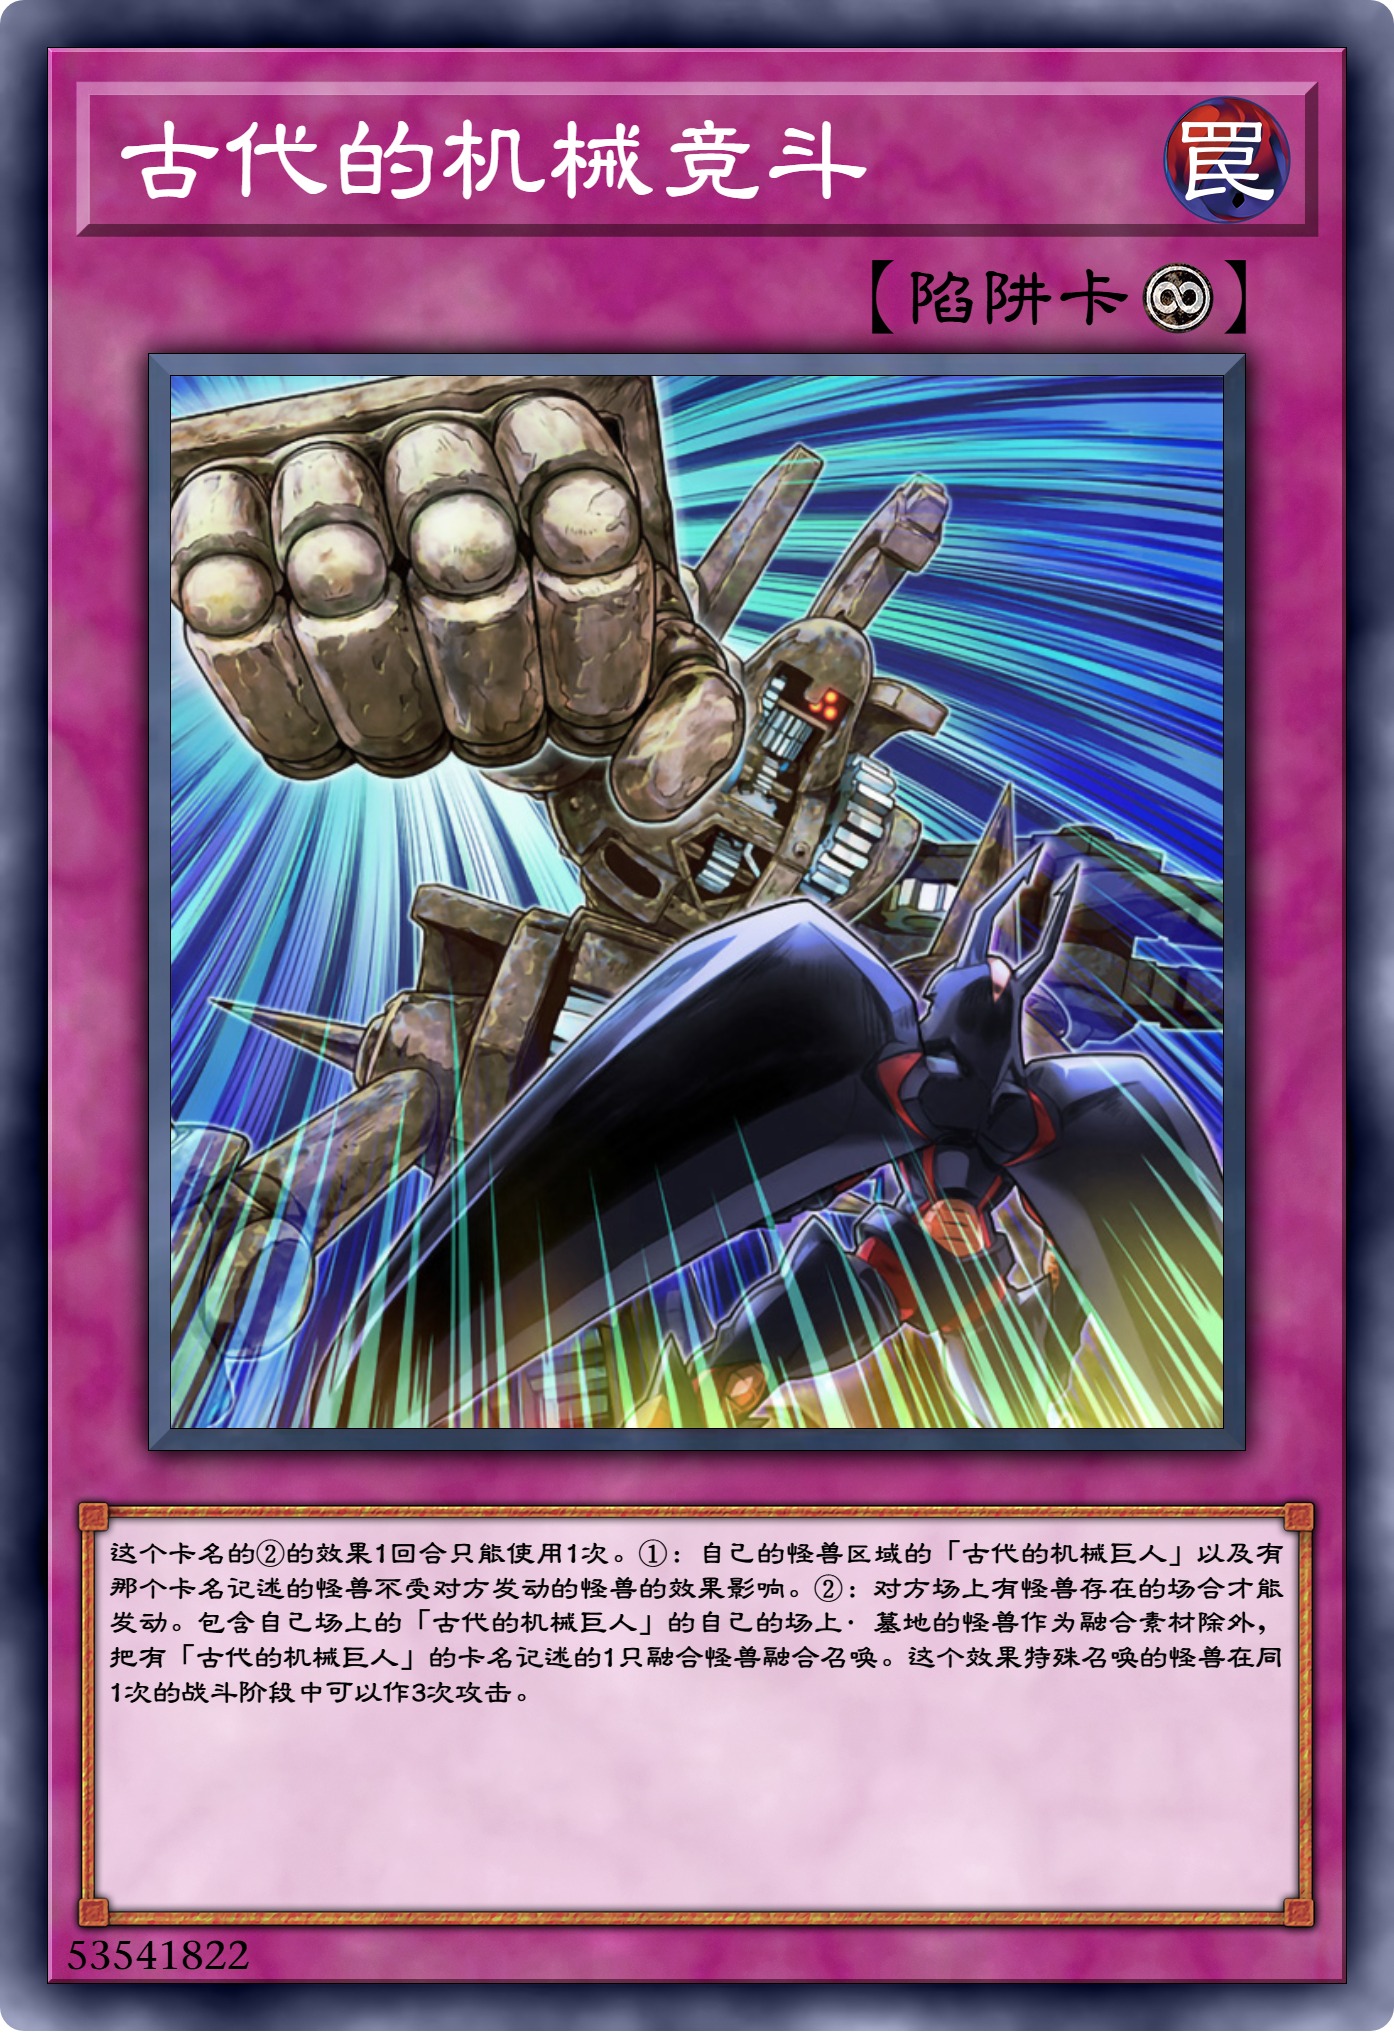 古代的机械竞斗
罠
【陷阱卡】
这个卡名的②的效果1回合只能使用1次。①：自己的怪兽区域的「古代的机械巨人」以及有
那个卡名记述的怪兽不受对方发动的怪兽的效果影响。②：对方场上有怪兽存在的场合才能
发动。包含自己场上的「古代的机械巨人」的自己的场上·墓地的怪兽作为融合素材除外，
把有「古代的机械巨人」的卡名记述的1只融合怪兽融合召唤。这个效果特殊召唤的怪兽在同
1次的战斗阶段中可以作3次攻击。
53541822